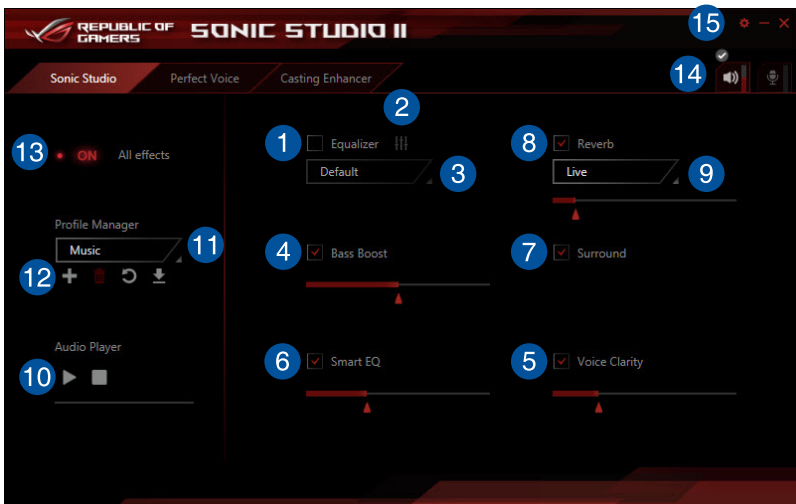 REPUBLIC OF
GAMERS
SONIC STUDIO II
15
Sonic Studio
Perfect Voice
Casting Enhancer
14
2
13
ON
All effects
1
Equalizer
8
Reverb
Default
3
Live
9
Profile Manager
Music
11
4
Bass Boost
7
Surround
12
Audio Player
10
6
Smart EQ
5
Voice Clarity